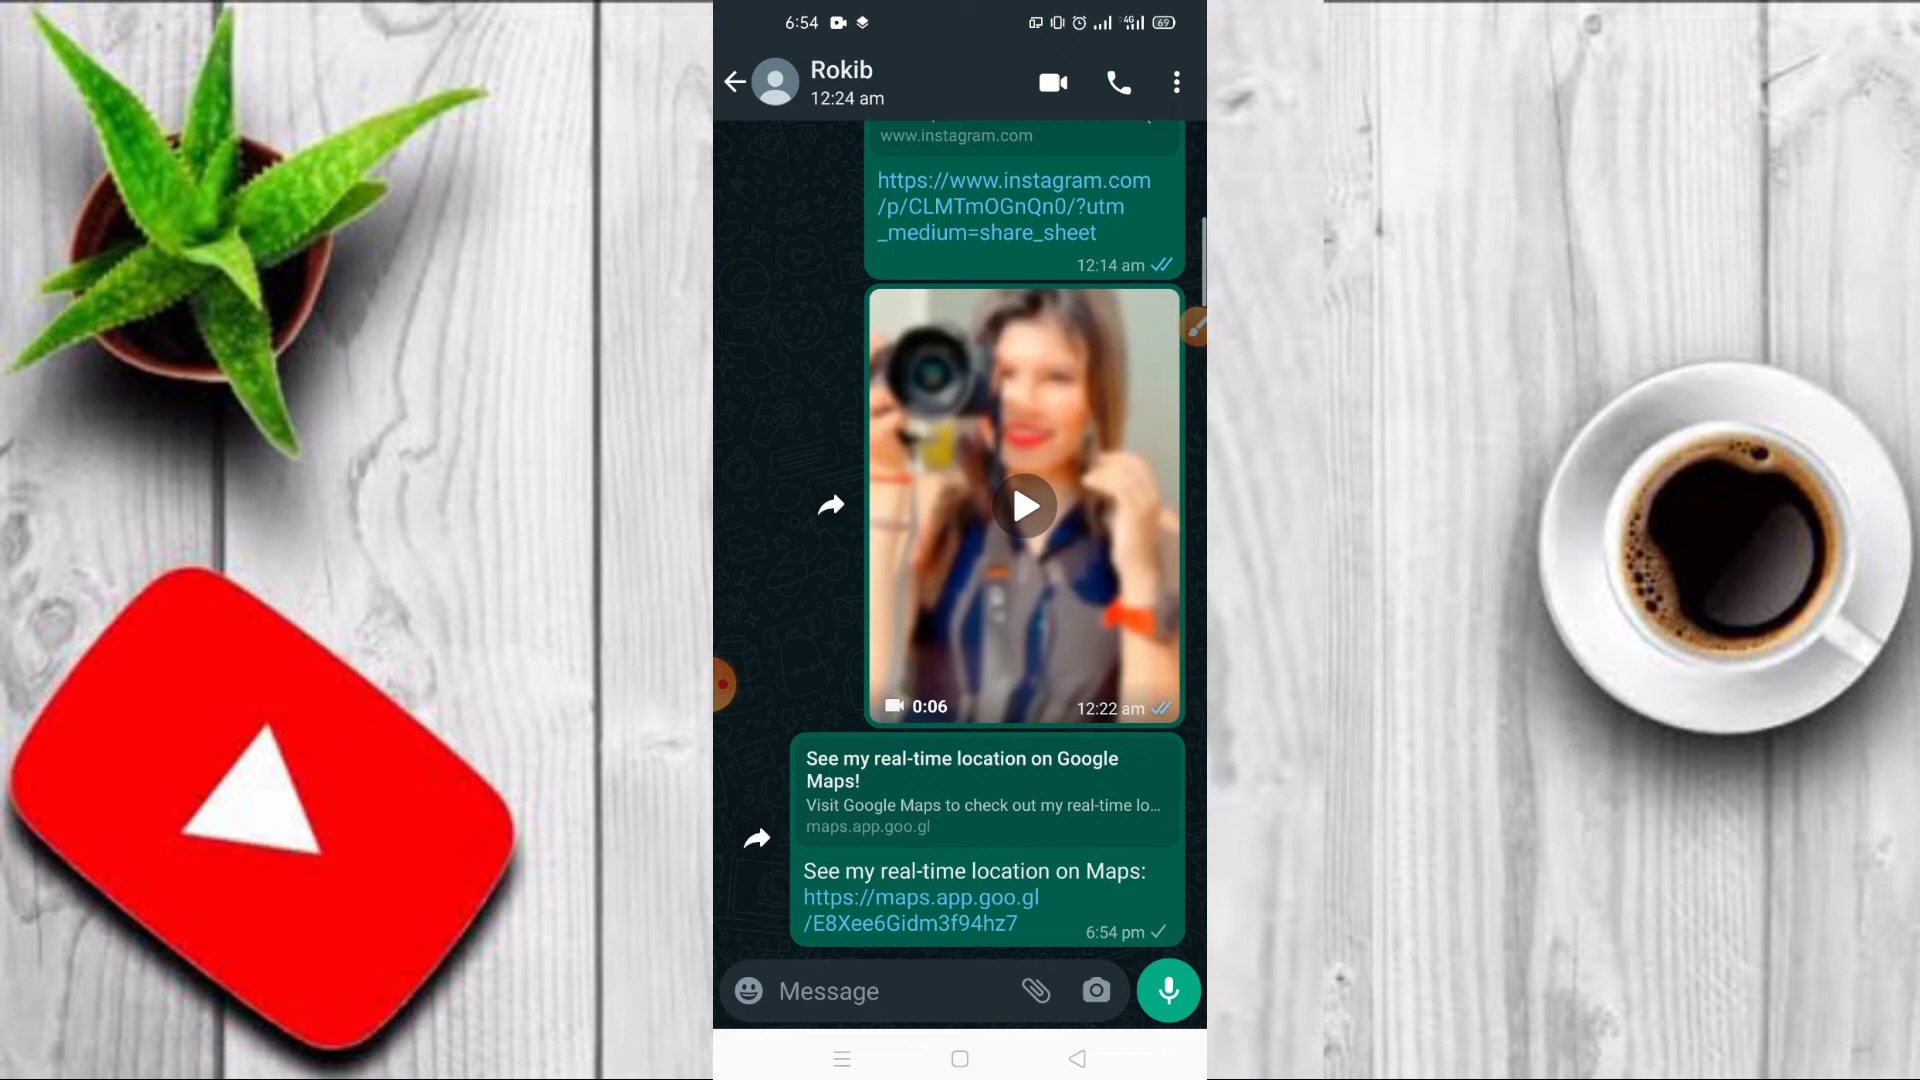 6:54
4G
69
Rokib
12:24 am
www.instagram.com
https://www.instagram.com
/p/CLMTmOGnQn0/?utm
_medium=share_sheet
12:14 am
0:06
12:22 am
See my real-time location on Google
Maps!
Visit Google Maps to check out my real-time lo...
maps.app.goo.gl
See my real-time location on Maps:
https://maps.app.goo.gl
/E8Xee6Gidm3f94hz7
6:54 pm
Message